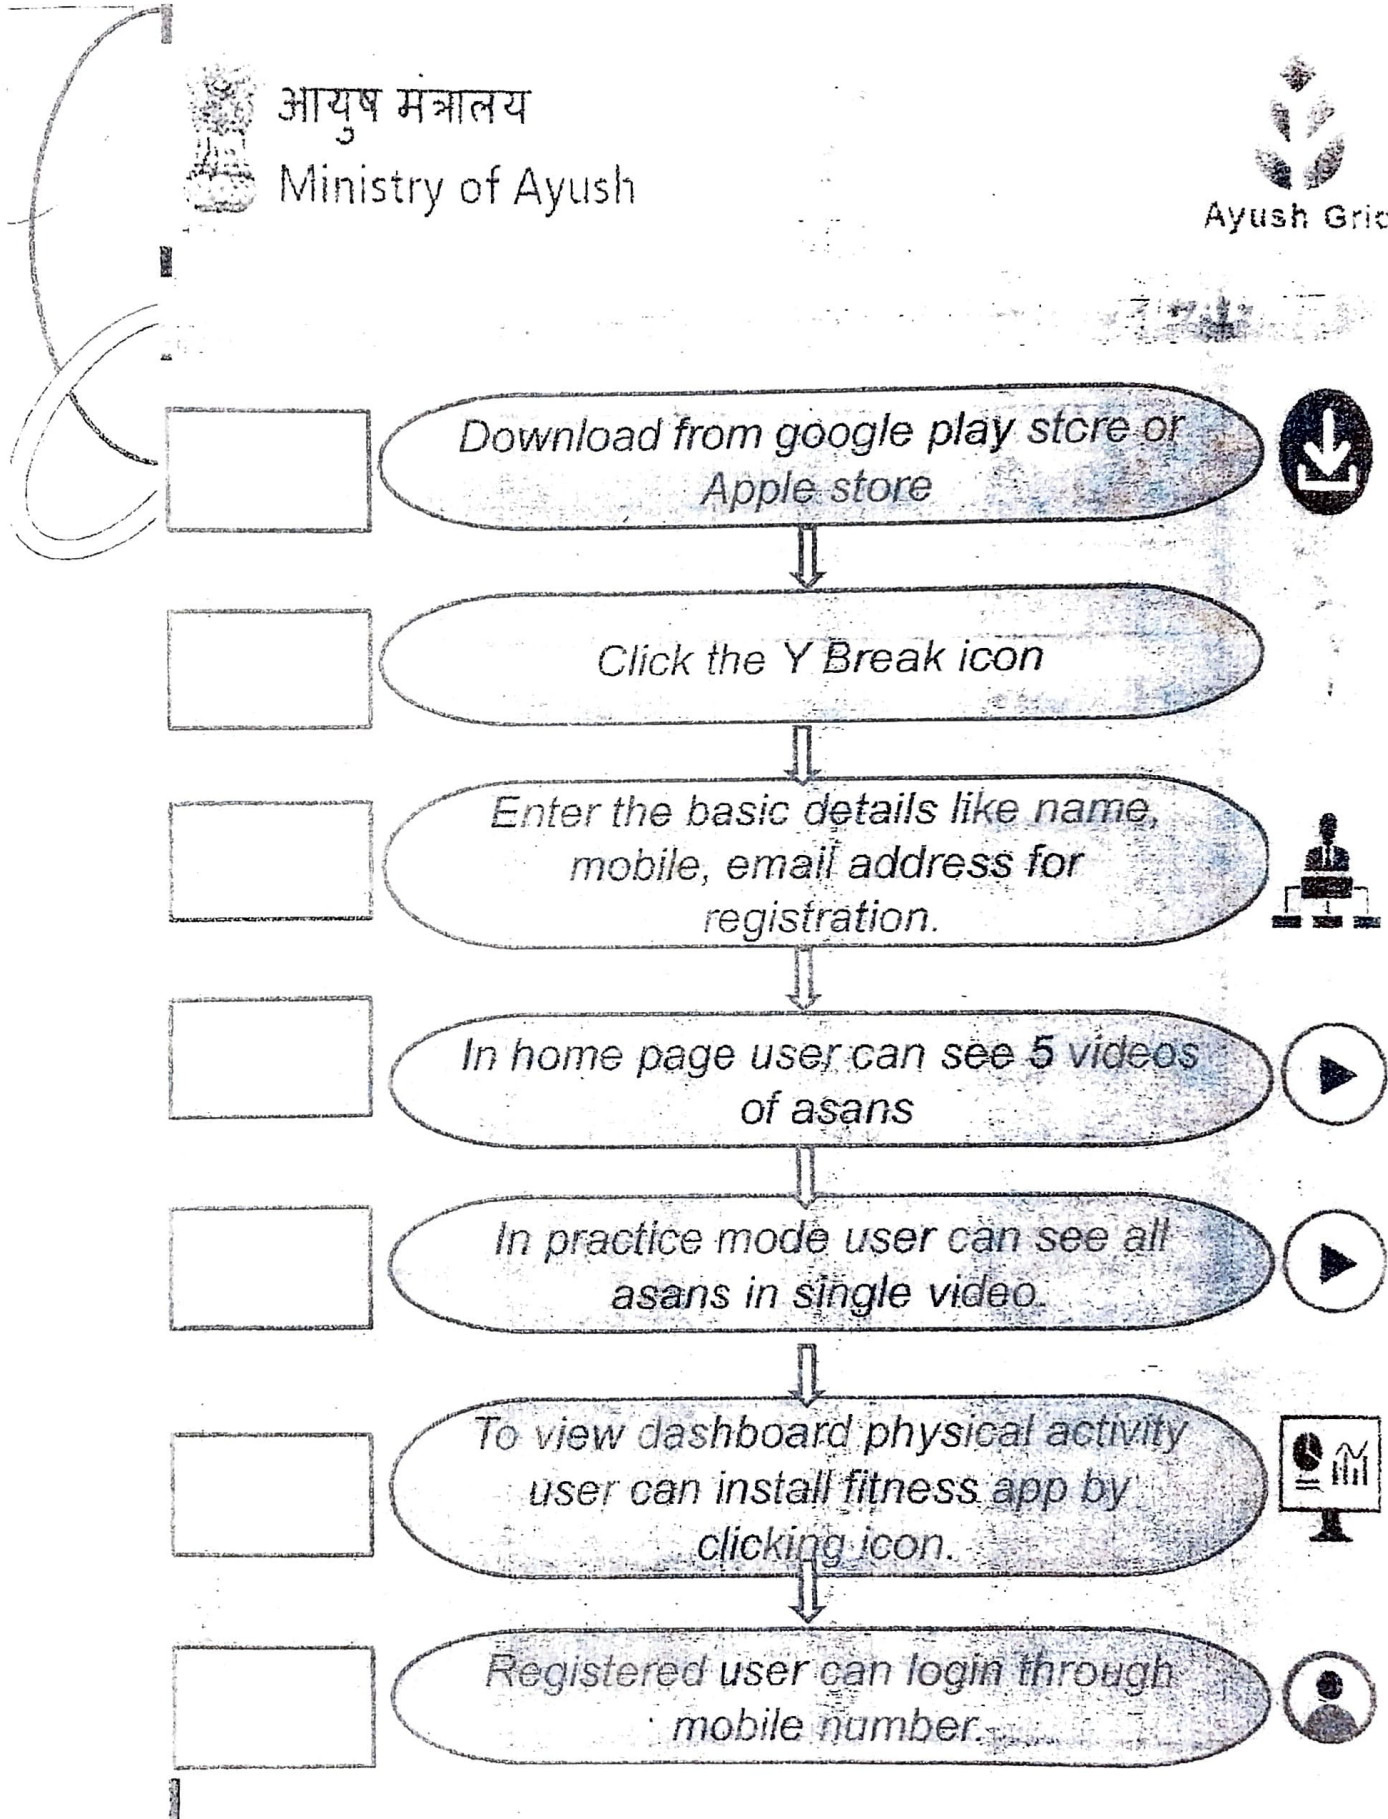 आयुष मंत्रालय
Ministry of Ayush
Ayush Grid
Download from google play store or
Apple store
Click the Y Break icon
Enter the basic details like name,
mobile, email address for
registration.
In home page user can see 5 videos
of asans
In practice mode user can see all
asans in single video.
To view dashboard physical activity
user can install fitness app by
clicking icon.
Registered user can login through
mobile number.